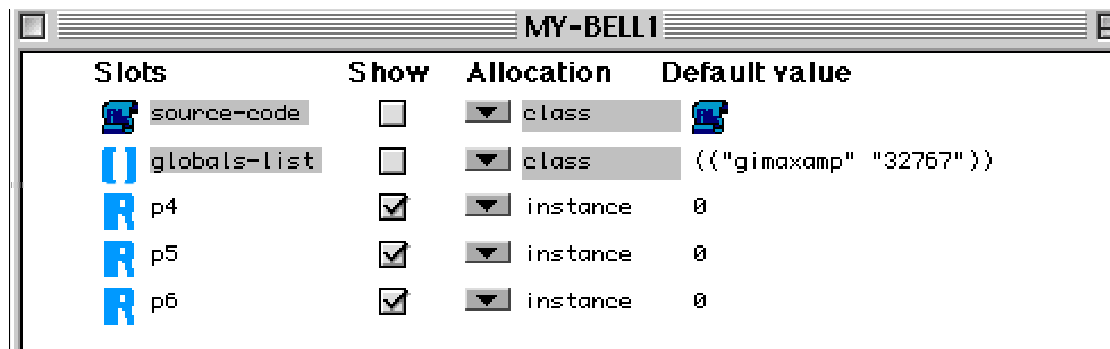 MY-BELL1
Slots Show Allocation Default value
source-code class
globals-list class (("gimaxamp" "32767"))
R p4 instance 0
R p5 instance 0
R p6 instance 0